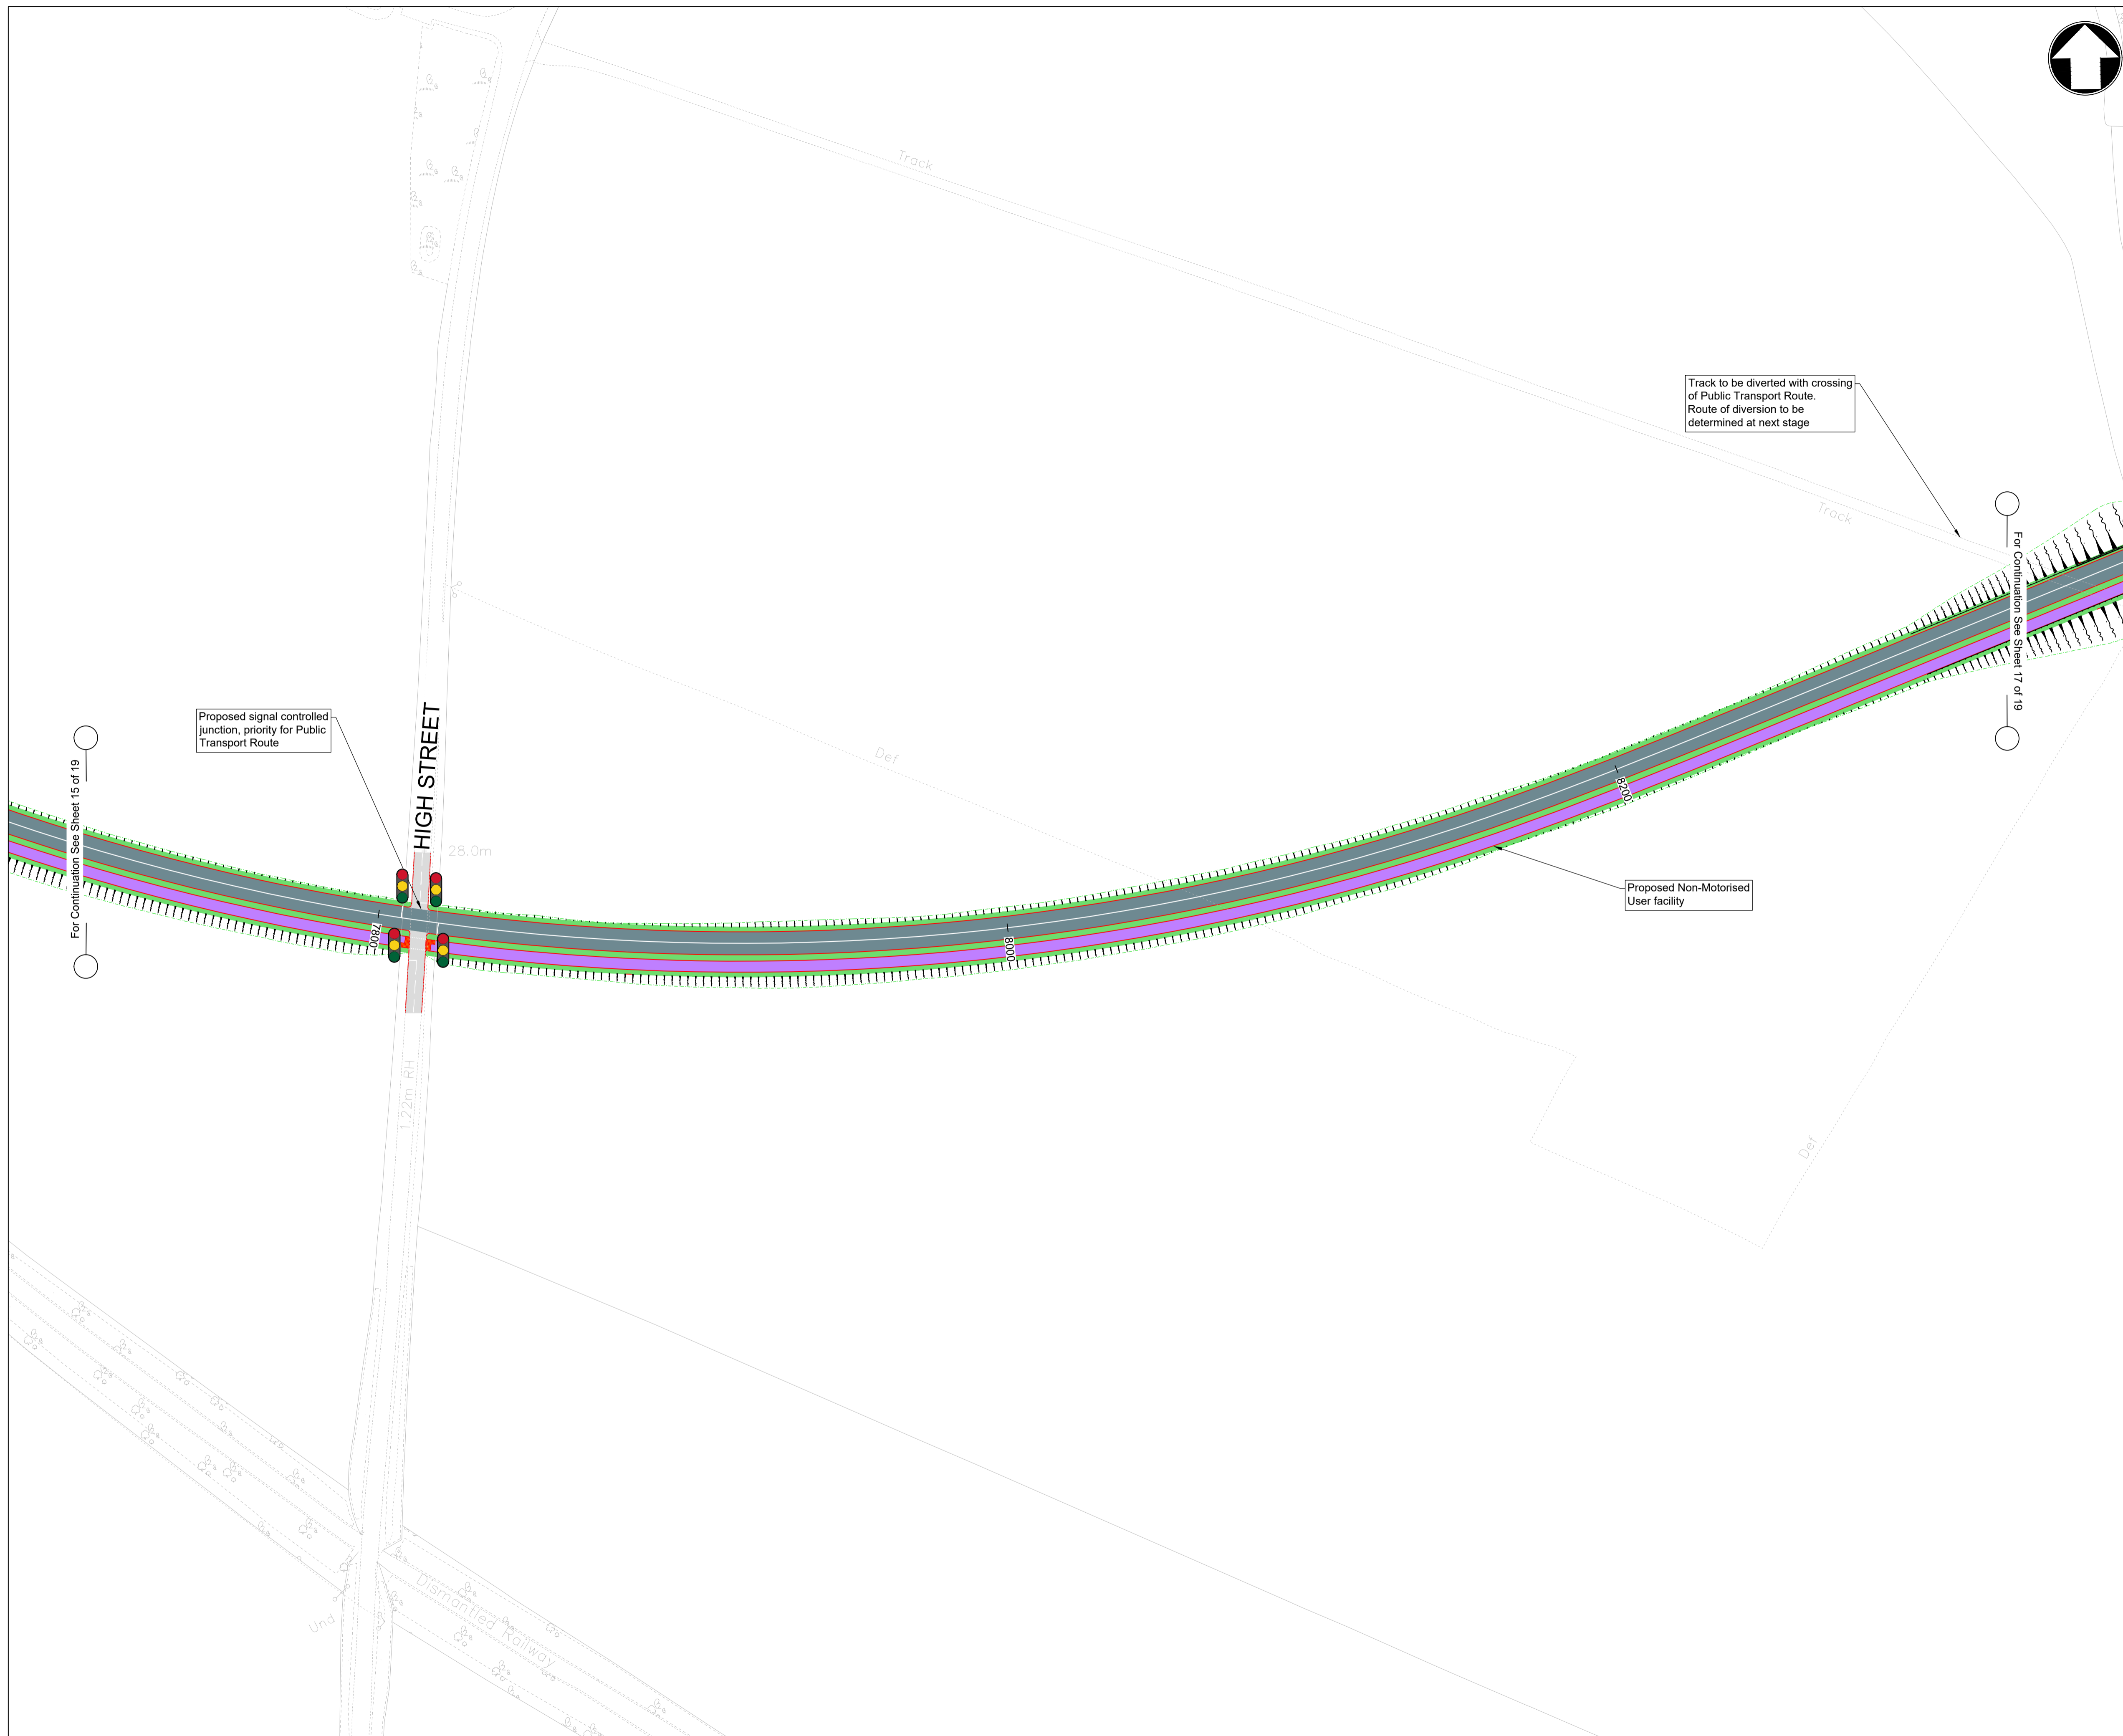 Track
Track to be diverted with crossing
of Public Transport Route.
Route of diversion to be
determined at next stage
Track
For Continuation See Sheet 17 of 19
HIGH STREET
Proposed signal controlled
junction, priority for Public
Transport Route
Def
For Continuation See Sheet 15 of 19
8200
28.0m
Proposed Non-Motorised
User facility
7800
8000
1.22m RH
Def
Und
Dismantled Railway